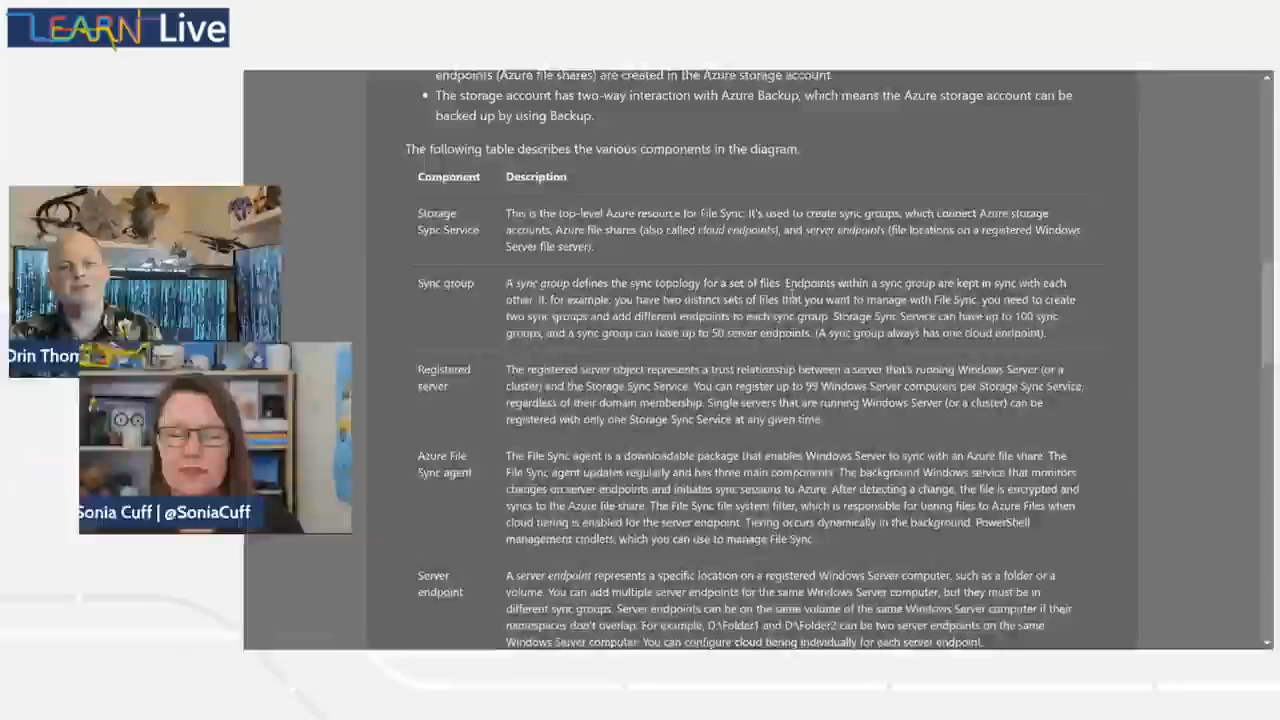 LEARN Live
endpoints (Azure file shares) are created in the Azure storage account.
• The storage account has two-way interaction with Azure Backup, which means the Azure storage account can be
backed up by using Backup.
The following table describes the various components in the diagram.
Component Description
Storage Sync Service
This is the top-level Azure resource for File Sync. It's used to create sync groups, which connect Azure storage
accounts, Azure file shares (also called cloud endpoints), and server endpoints (file locations on a registered Windows
Server file server).
Sync group
A sync group defines the sync topology for a set of files. Endpoints within a sync group are kept in sync with each
other. If, for example, you have two distinct sets of files that you want to manage with File Sync, you need to create
two sync groups and add different endpoints to each sync group. Storage Sync Service can have up to 100 sync
groups, and a sync group can have up to 50 server endpoints. (A sync group always has one cloud endpoint).
Registered
server
The registered server object represents a trust relationship between a server that's running Windows Server (or a
cluster) and the Storage Sync Service. You can register up to 99 Windows Server computers per Storage Sync Service,
regardless of their domain membership. Single servers that are running Windows Server (or a cluster) can be
registered with only one Storage Sync Service at any given time.
Azure File
Sync agent
The File Sync agent is a downloadable package that enables Windows Server to sync with an Azure file share. The
File Sync agent updates regularly and has three main components. The background Windows service that monitors
changes on server endpoints and initiates sync sessions to Azure. After detecting a change, the file is encrypted and
syncs to the Azure file share. The File Sync file system filter, which is responsible for tiering files to Azure Files when
cloud tiering is enabled for the server endpoint. Tiering occurs dynamically in the background. PowerShell
management cmdlets, which you can use to manage File Sync
Server
endpoint
A server endpoint represents a specific location on a registered Windows Server computer, such as a folder or a
volume. You can add multiple server endpoints for the same Windows Server computer, but they must be in
different sync groups. Server endpoints can be on the same volume of the same Windows Server computer if their
namespaces don't overlap. For example, D:\Folder1 and D:\Folder2 can be two server endpoints on the same
Windows Server computer. You can configure cloud tiering individually for each server endpoint.
Orin Thom
Sonia Cuff | @SoniaCuff